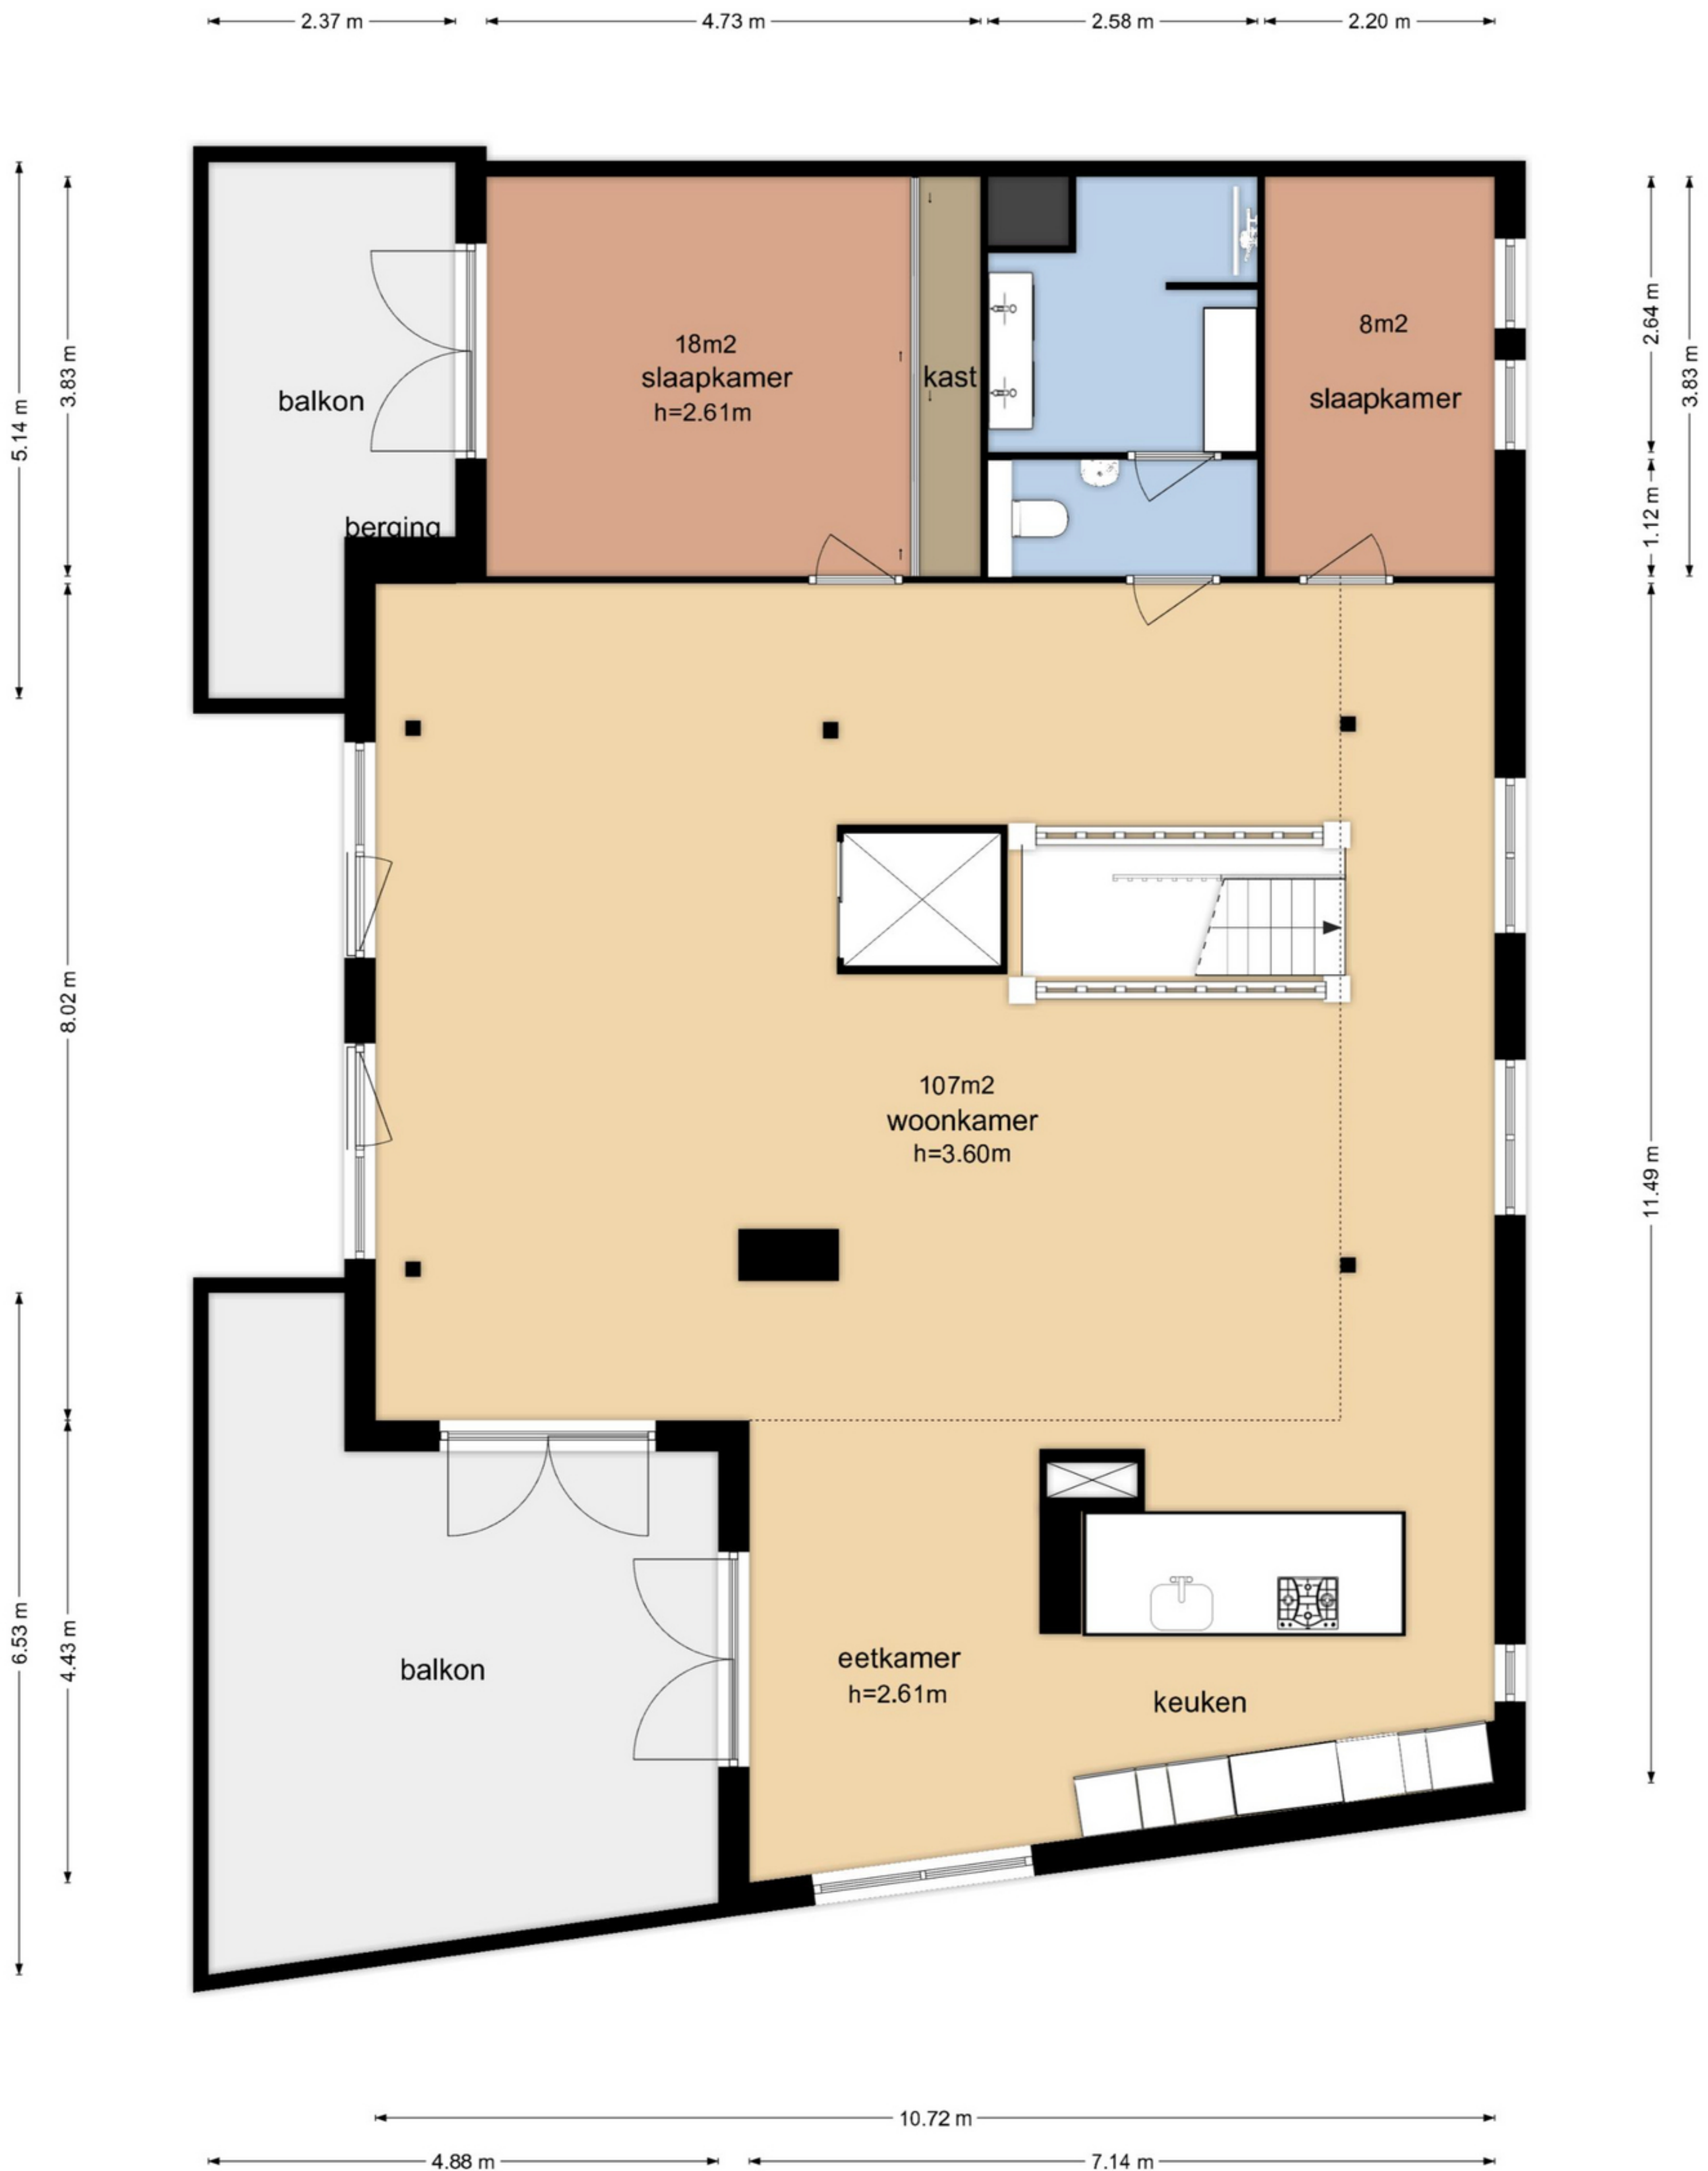 2.37 m
4.73 m
2.58 m
2.20 m
5.14 m
3.83 m
2.64 m
3.83 m
1.12 m
18m2
slaapkamer
h=2.61m
kast
8m2
slaapkamer
balkon
berging
8.02 m
11.49 m
107m2
woonkamer
h=3.60m
6.53 m
4.43 m
balkon
eetkamer
h=2.61m
keuken
10.72 m
4.88 m
7.14 m